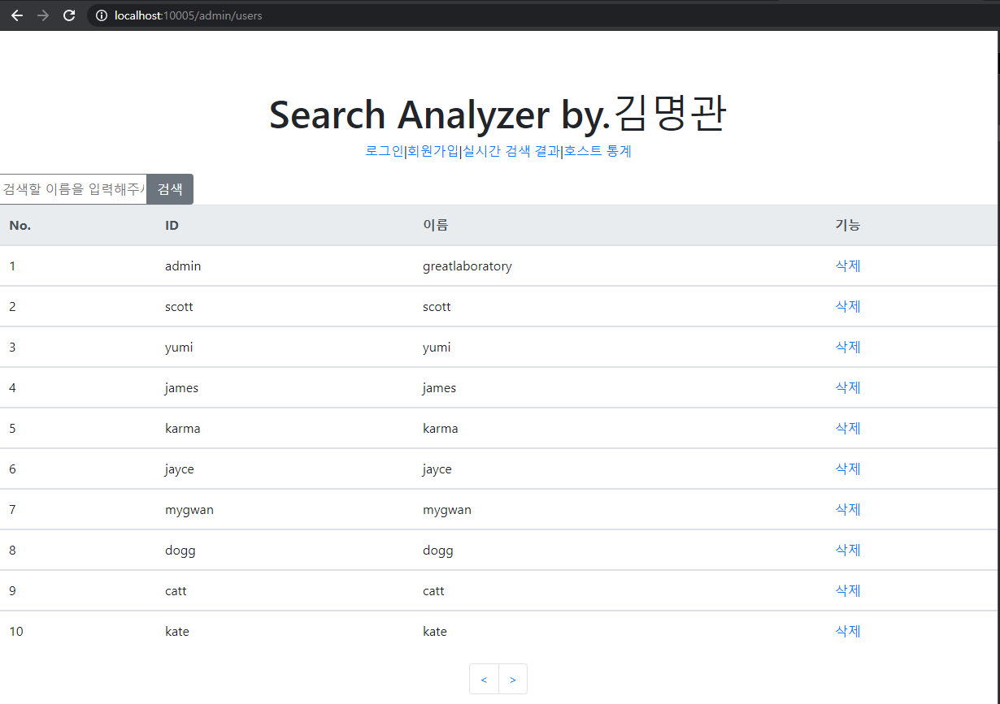 localhost:10005/admin/users
Search Analyzer by.김명관
로그인|회원가입|실시간 검색 결과|호스트 통계
검색할 이름을 입력해주 검색
No. ID 이름 기능
1 admin greatlaboratory 삭제
2 scott scott 삭제
3 yumi yumi 삭제
4 james james 삭제
5 karma karma 삭제
6 jayce jayce 삭제
7 mygwan mygwan 삭제
8 dogg dogg 삭제
9 catt catt 삭제
10 kate kate 삭제
< >